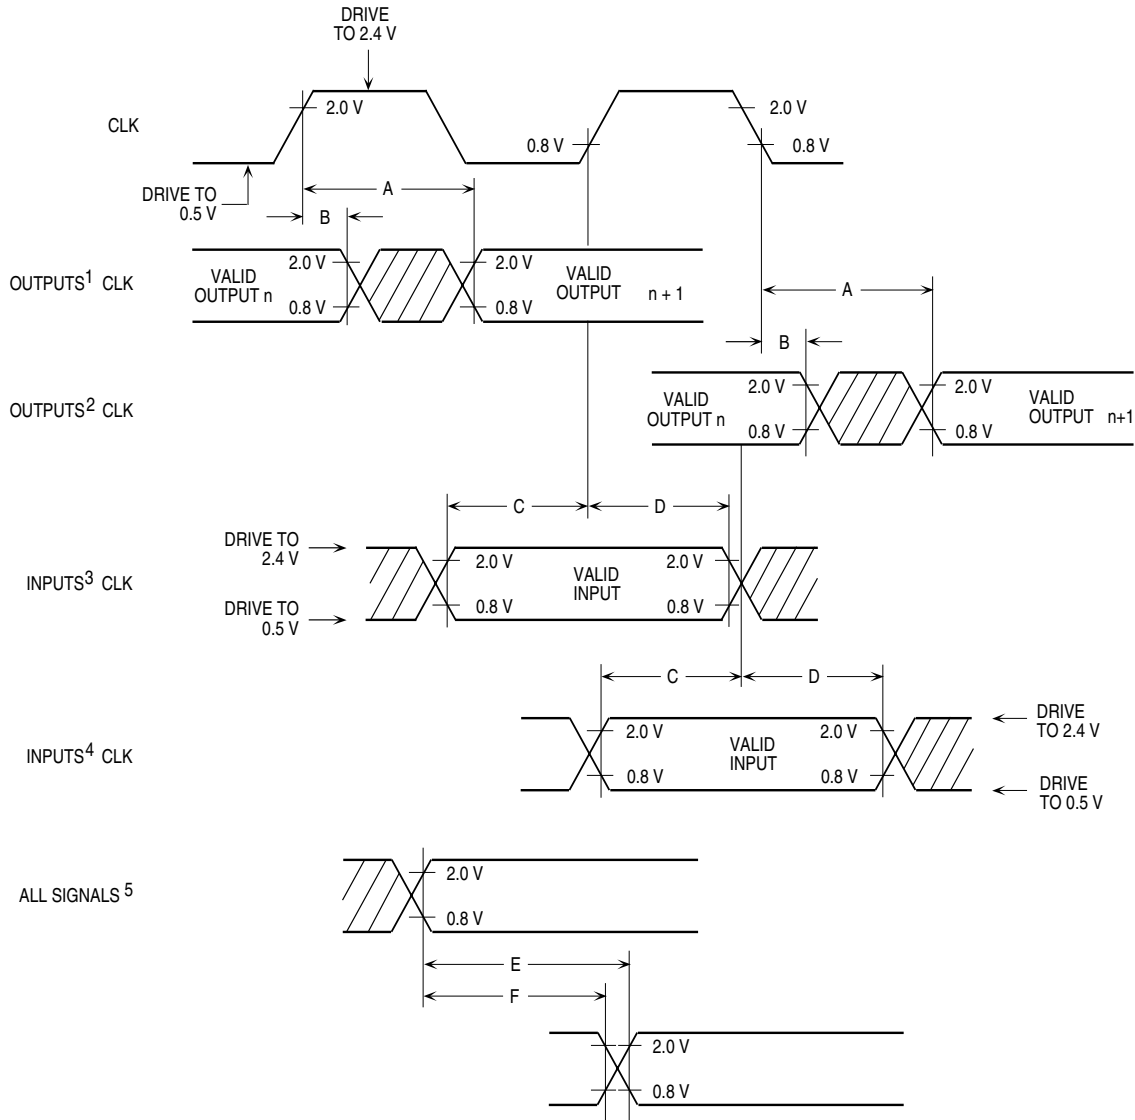 DRIVE
TO 2.4 V
2.0 V
2.0 V
CLK
0.8 V
0.8 V
DRIVE TO
0.5 V
A
B
OUTPUTS1 CLK
VALID
OUTPUT n
2.0 V
0.8 V
2.0 V
0.8 V
VALID
OUTPUT n + 1
A
B
OUTPUTS2 CLK
VALID
OUTPUT n
2.0 V
0.8 V
2.0 V
0.8 V
VALID
OUTPUT n+1
C
D
DRIVE TO
2.4 V
INPUTS3 CLK
DRIVE TO
0.5 V
2.0 V
0.8 V
VALID
INPUT
2.0 V
0.8 V
C
D
INPUTS4 CLK
2.0 V
0.8 V
VALID
INPUT
2.0 V
0.8 V
DRIVE
TO 2.4 V
DRIVE
TO 0.5 V
ALL SIGNALS 5
2.0 V
0.8 V
E
F
2.0 V
0.8 V